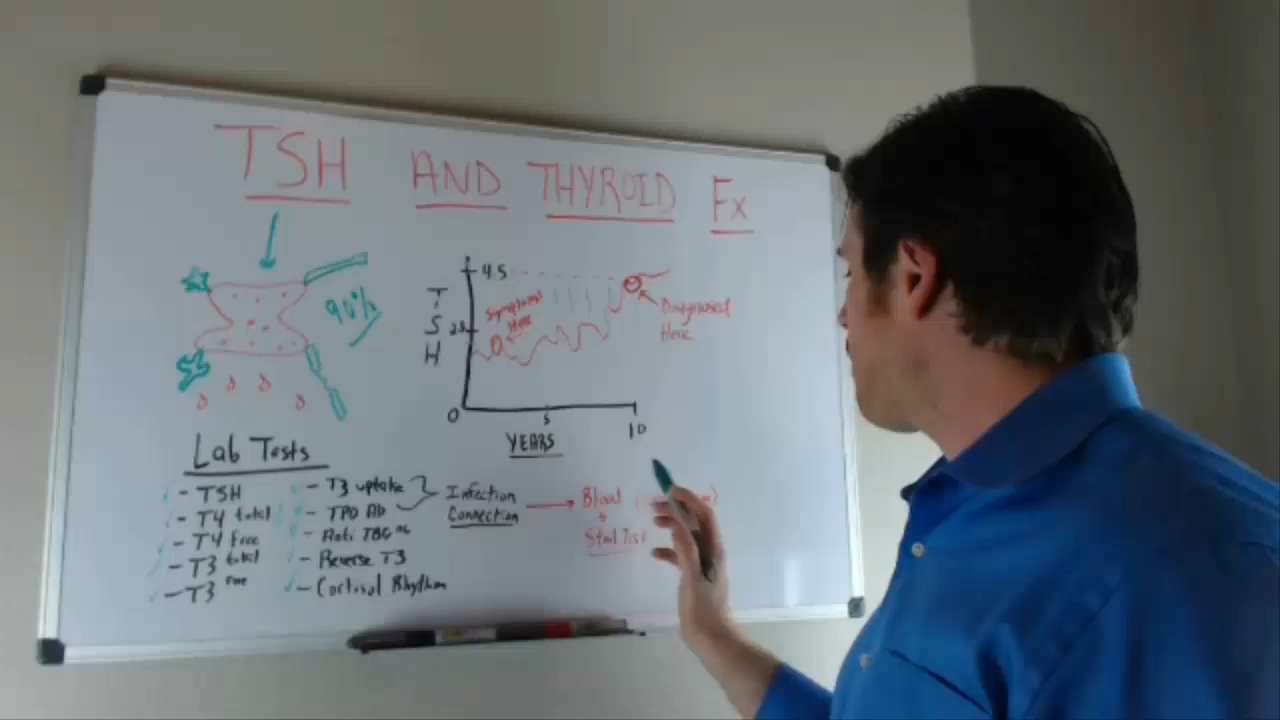 TSH AND THYROID Fx
90%
4.5
TSH
Symptoms
Here
Diagnosed
Here
0
5
10
YEARS
Lab Tests
- TSH
- T4 total
- T4 Free
- T3 total
- T3 Free
- T3 uptake
- TPO AB
- Anti TBG
- Reverse T3
- Cortisol Rhythm
Infection
Connection
Blood
+
Stool Test